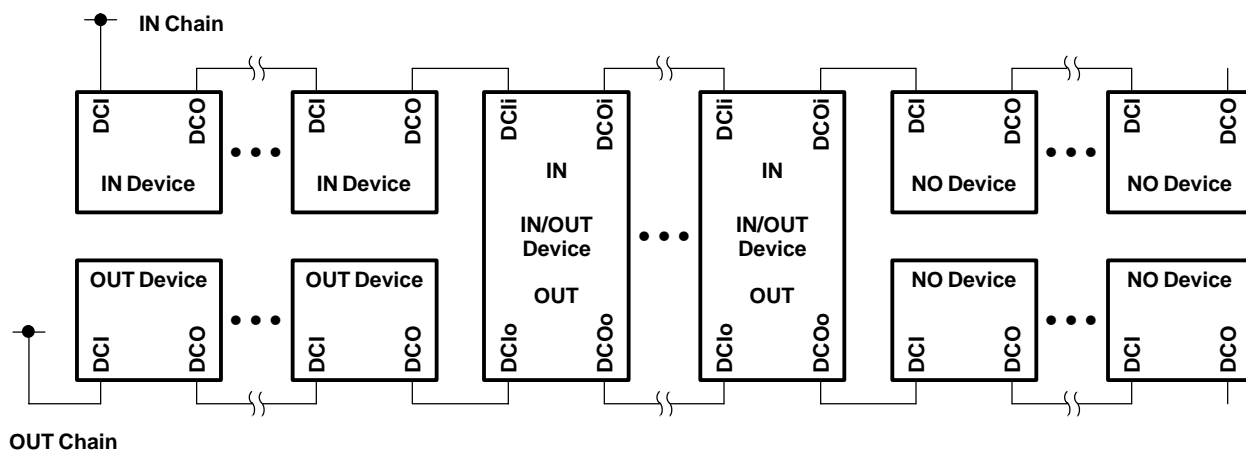 IN Chain
DCI
DCO
DCI
DCO
DCIi
DCOi
DCIi
DCOi
DCI
DCO
DCI
DCO
IN Device
IN Device
IN
IN
NO Device
NO Device
IN/OUT
Device
IN/OUT
Device
OUT Device
OUT Device
OUT
OUT
NO Device
NO Device
DCI
DCO
DCI
DCO
DCIo
DCOo
DCIo
DCOo
DCI
DCO
DCI
DCO
OUT Chain